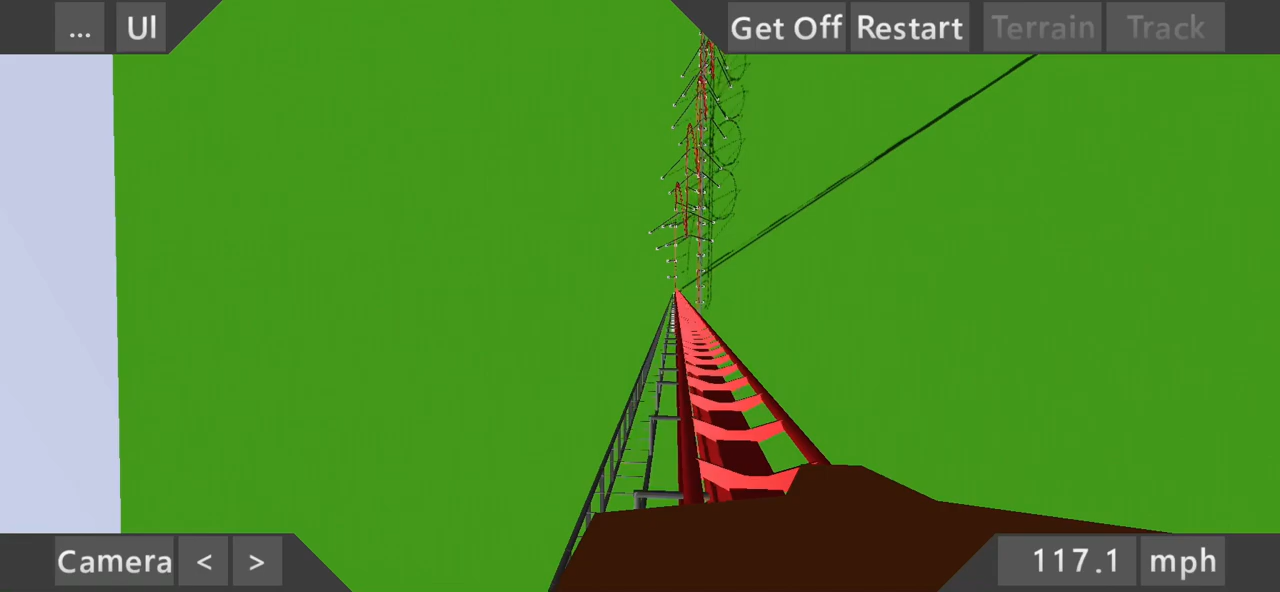 ... UI Get Off Restart Terrain Track
Camera < > 117.1 mph